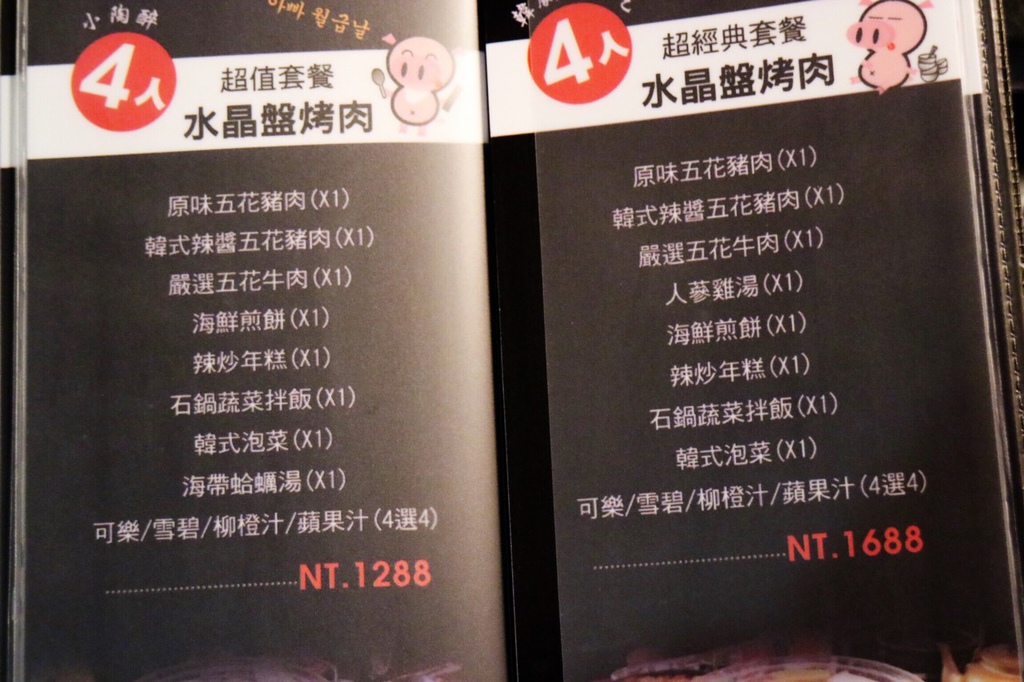 小陶醉
아빠 월급날
4人
超值套餐
水晶盤烤肉
原味五花豬肉(X1)
韓式辣醬五花豬肉(X1)
嚴選五花牛肉(X1)
海鮮煎餅(X1)
辣炒年糕(X1)
石鍋蔬菜拌飯(X1)
韓式泡菜(X1)
海帶蛤蠣湯(X1)
可樂/雪碧/柳橙汁/蘋果汁(4選4)
NT.1288
4人
超經典套餐
水晶盤烤肉
原味五花豬肉(X1)
韓式辣醬五花豬肉(X1)
嚴選五花牛肉(X1)
人蔘雞湯(X1)
海鮮煎餅(X1)
辣炒年糕(X1)
石鍋蔬菜拌飯(X1)
韓式泡菜(X1)
可樂/雪碧/柳橙汁/蘋果汁(4選4)
NT.1688